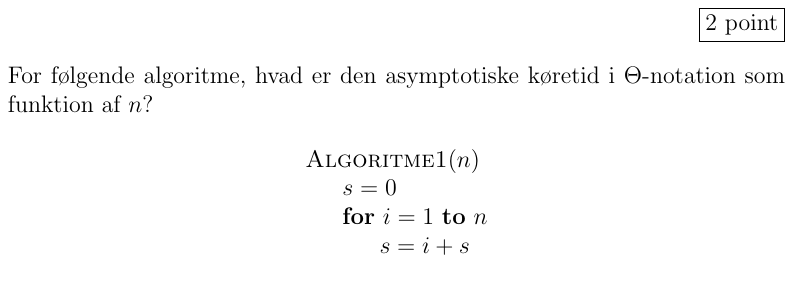 2 point
For følgende algoritme, hvad er den asymptotiske køretid i Θ-notation som
funktion af n?
ALGORITME1(n)
s = 0
for i = 1 to n
s = i + s